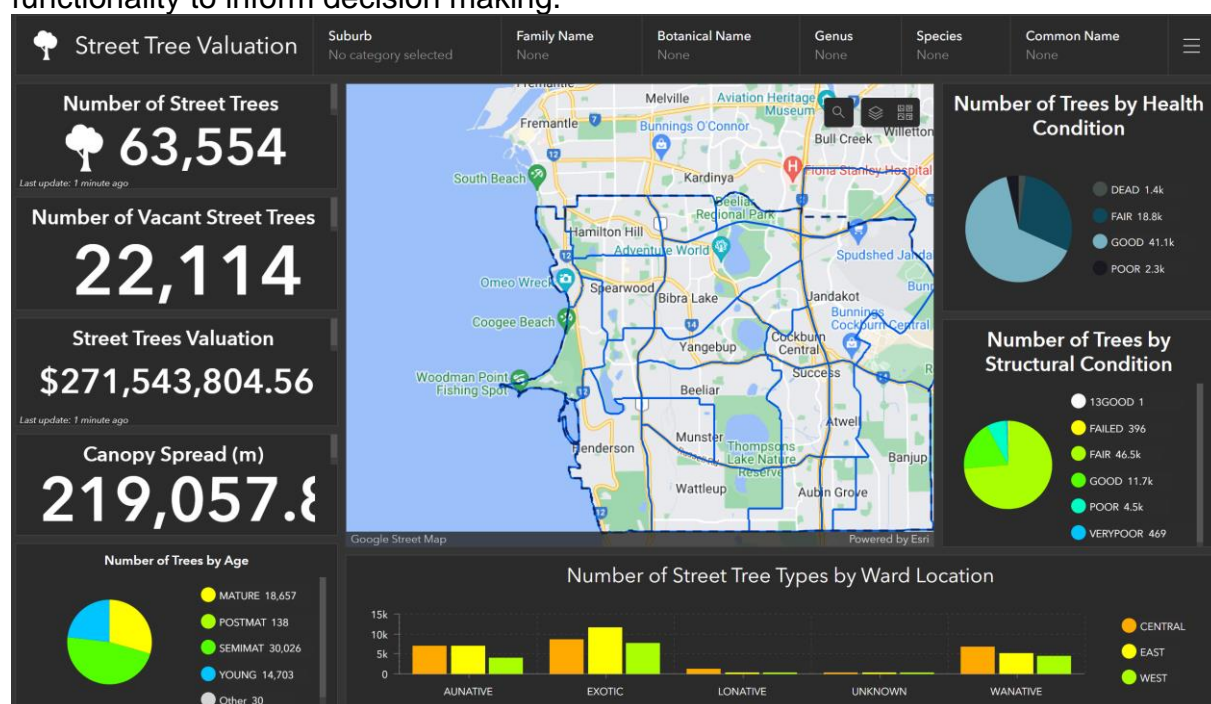 functionality to inform decision making.
Street Tree Valuation
Suburb
No category selected
Family Name
None
Botanical Name
None
Genus
None
Species
None
Common Name
None
Number of Street Trees
63,554
Last update: 1 minute ago
Number of Vacant Street Trees
22,114
Street Trees Valuation
$271,543,804.56
Last update: 1 minute ago
Canopy Spread (m)
219,057.8
Number of Trees by Age
MATURE 18,657
POSTMAT 138
SEMIMAT 30,026
YOUNG 14,703
Other 30
Fremantle
Melville
Aviation Heritage
Museum
Fremantle
Bunnings O'Connor
Bull Creek
Willetton
South Beach
Kardinya
Fiona Stanley Hospital
Beeliar
Regional Park
Hamilton Hill
Adventure World
Spudshed Janda
Omeo Wreck
Spearwood
Bibra Lake
Jandakot
Bunnings
Cockburn Central
Coogee Beach
Yangebup
Cockburn
Central
Woodman Point
Fishing Spot
Success
Beeliar
Atwell
Henderson
Munster
Thompsons
Lake Nature
Reserve
Banjup
Wattleup
Aubin Grove
Google Street Map
Powered by Esri
Number of Trees by Health
Condition
DEAD 1.4k
FAIR 18.8k
GOOD 41.1k
POOR 2.3k
Number of Trees by
Structural Condition
13GOOD 1
FAILED 396
FAIR 46.5k
GOOD 11.7k
POOR 4.5k
VERYPOOR 469
Number of Street Tree Types by Ward Location
15k
10k
5k
0
AUNATIVE
EXOTIC
LONATIVE
UNKNOWN
WANATIVE
CENTRAL
EAST
WEST